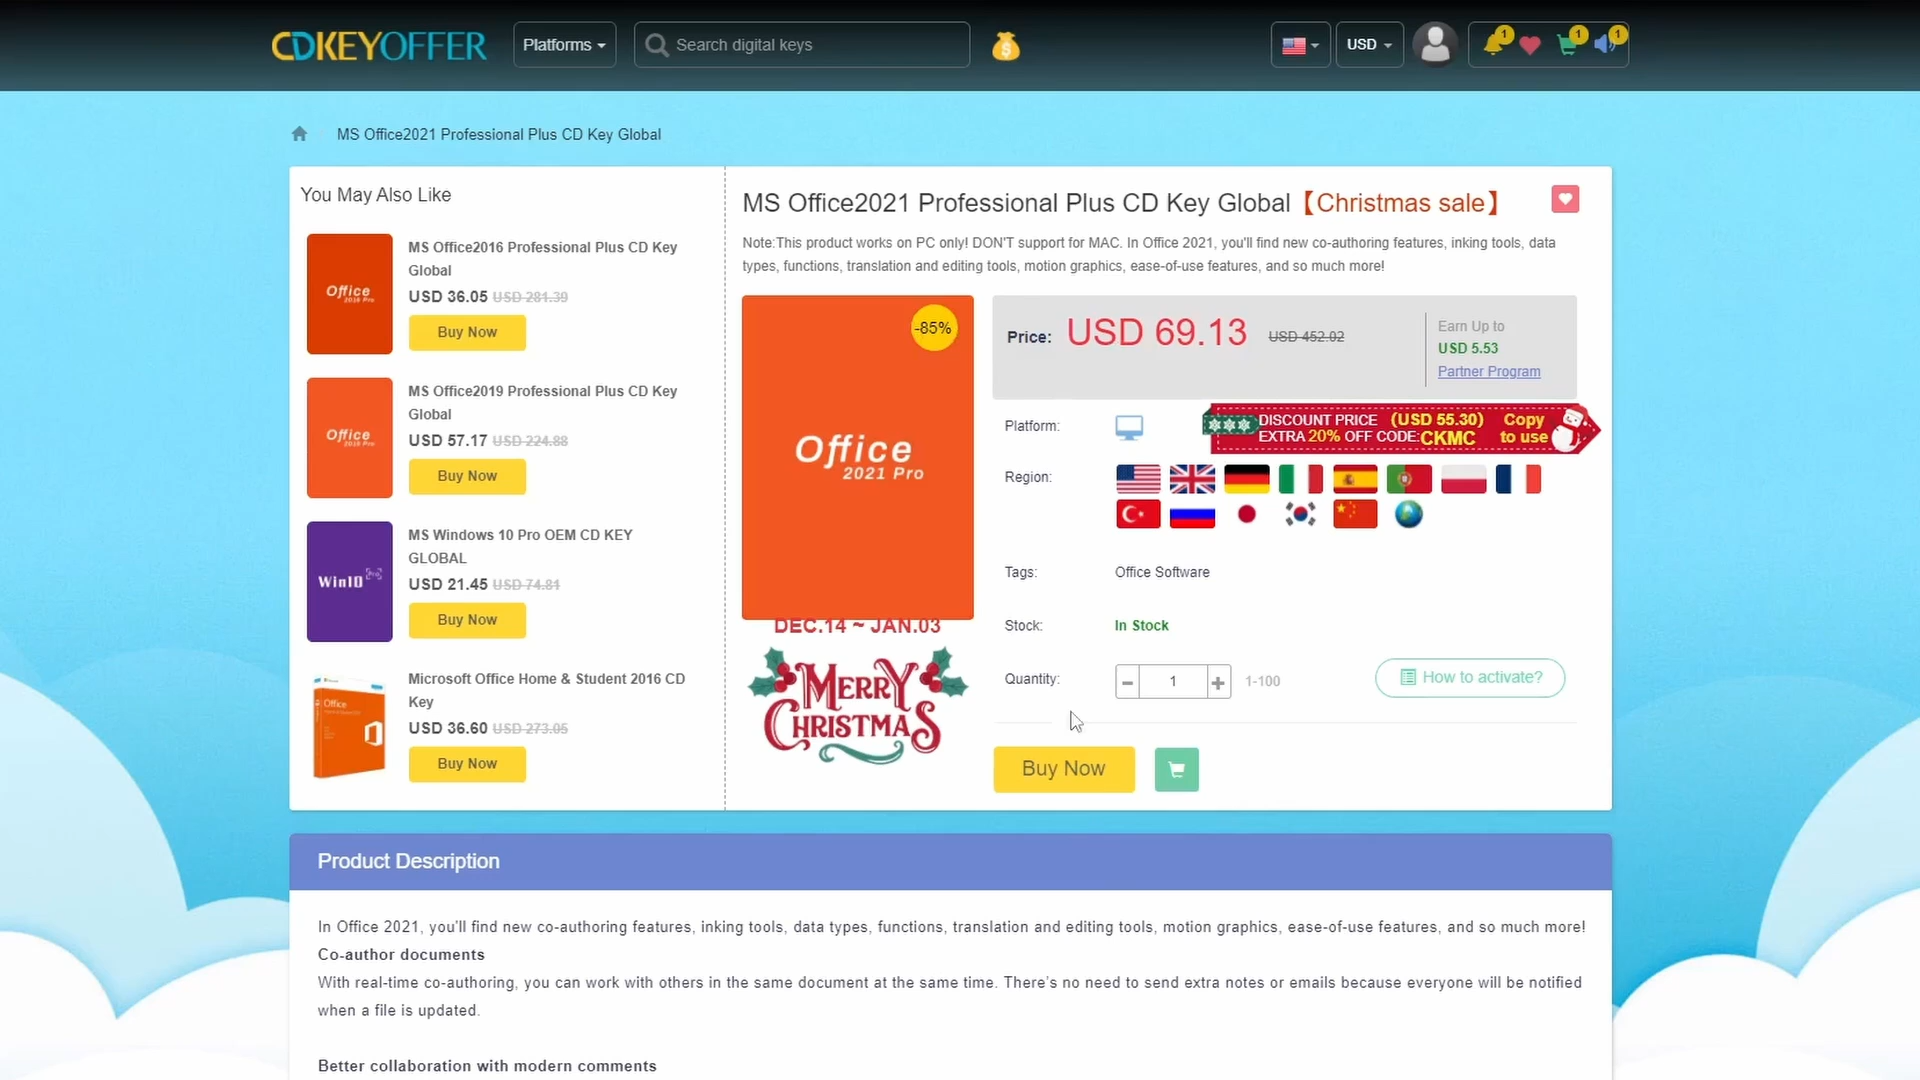 CDKEYOFFER
Platforms
Search digital keys
USD
1
1
1
MS Office2021 Professional Plus CD Key Global
You May Also Like
MS Office2016 Professional Plus CD Key
Global
USD 36.05 USD 281.39
Buy Now
MS Office2019 Professional Plus CD Key
Global
USD 57.17 USD 224.88
Buy Now
MS Windows 10 Pro OEM CD KEY
GLOBAL
USD 21.45 USD 74.81
Buy Now
Microsoft Office Home & Student 2016 CD
Key
USD 36.60 USD 273.05
Buy Now
Office
Office
Win10 Pro
Office
MS Office2021 Professional Plus CD Key Global【Christmas sale】
Note:This product works on PC only! DON'T support for MAC. In Office 2021, you'll find new co-authoring features, inking tools, data
types, functions, translation and editing tools, motion graphics, ease-of-use features, and so much more!
-85%
Office
2021 Pro
DEC.14 ~ JAN.03
MERRY
CHRISTMAS
Price: USD 69.13 USD 452.02
Earn Up to
USD 5.53
Partner Program
Platform:
DISCOUNT PRICE (USD 55.30) Copy
EXTRA 20% OFF CODE:CKMC to use
Region:
Tags: Office Software
Stock: In Stock
Quantity: 1 1-100
How to activate?
Buy Now
Product Description
In Office 2021, you'll find new co-authoring features, inking tools, data types, functions, translation and editing tools, motion graphics, ease-of-use features, and so much more!
Co-author documents
With real-time co-authoring, you can work with others in the same document at the same time. There's no need to send extra notes or emails because everyone will be notified
when a file is updated.
Better collaboration with modern comments